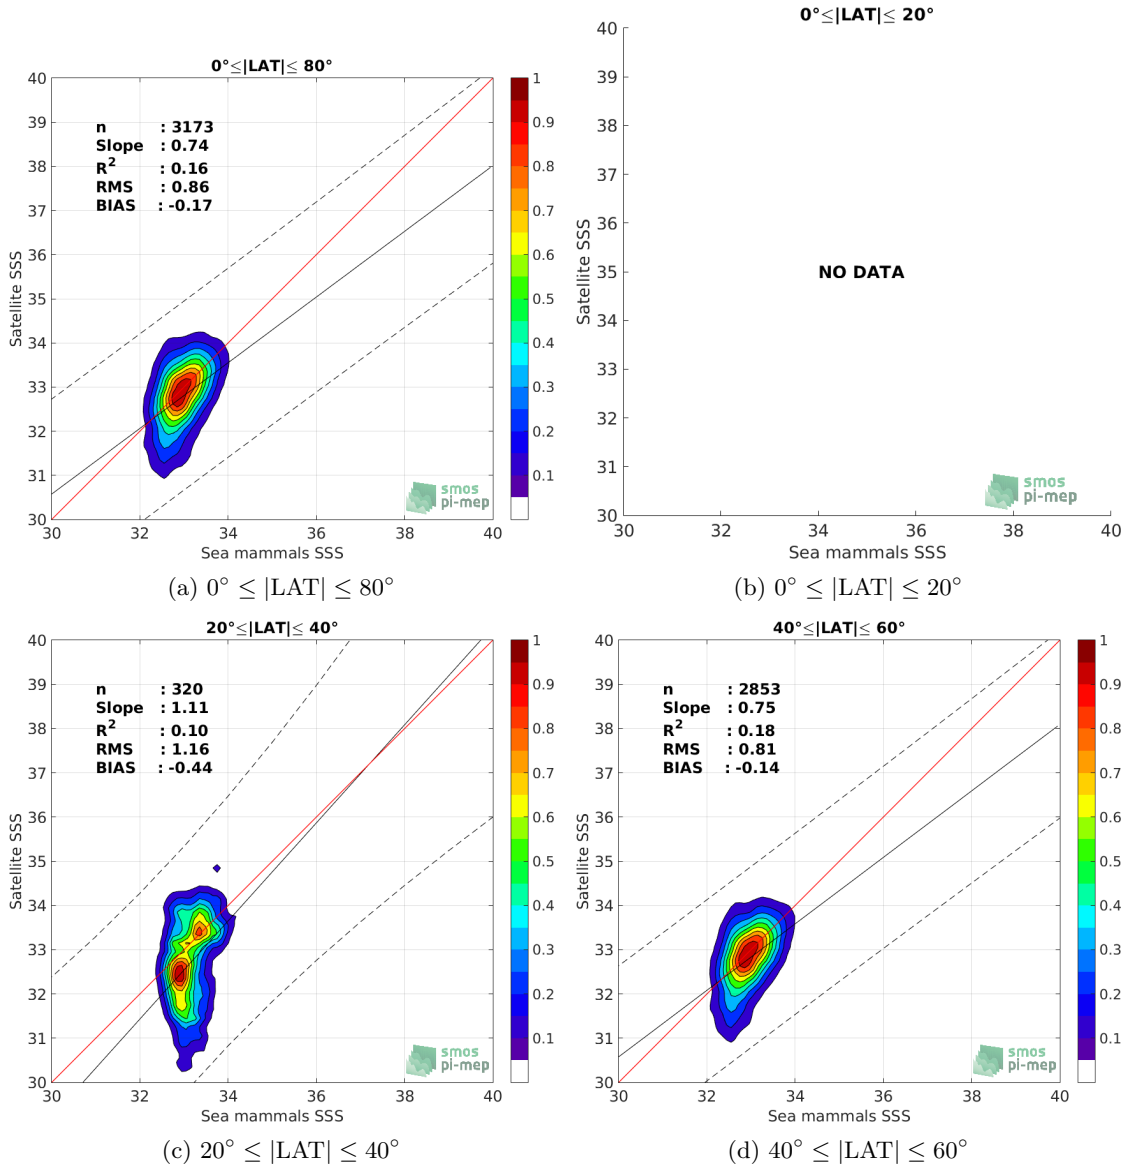 0°≤|LAT|≤ 80°
40
39
38
37
36
35
34
33
32
31
30
Satellite SSS
n : 3173
Slope : 0.74
R² : 0.16
RMS : 0.86
BIAS : -0.17
smos
pi-mep
30 32 34 36 38 40
Sea mammals SSS
1
0.9
0.8
0.7
0.6
0.5
0.4
0.3
0.2
0.1
(a) 0° ≤ |LAT| ≤ 80°
0°≤|LAT|≤ 20°
40
39
38
37
36
35
34
33
32
31
30
Satellite SSS
NO DATA
smos
pi-mep
30 32 34 36 38 40
Sea mammals SSS
(b) 0° ≤ |LAT| ≤ 20°
20°≤|LAT|≤ 40°
40
39
38
37
36
35
34
33
32
31
30
Satellite SSS
n : 320
Slope : 1.11
R² : 0.10
RMS : 1.16
BIAS : -0.44
smos
pi-mep
30 32 34 36 38 40
Sea mammals SSS
1
0.9
0.8
0.7
0.6
0.5
0.4
0.3
0.2
0.1
(c) 20° ≤ |LAT| ≤ 40°
40°≤|LAT|≤ 60°
40
39
38
37
36
35
34
33
32
31
30
Satellite SSS
n : 2853
Slope : 0.75
R² : 0.18
RMS : 0.81
BIAS : -0.14
smos
pi-mep
30 32 34 36 38 40
Sea mammals SSS
1
0.9
0.8
0.7
0.6
0.5
0.4
0.3
0.2
0.1
(d) 40° ≤ |LAT| ≤ 60°